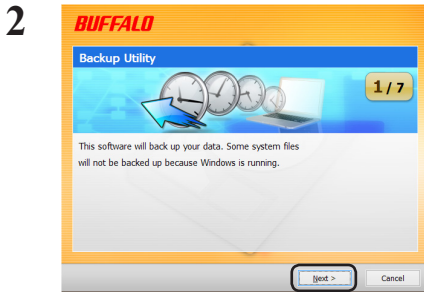 2
BUFFALO
Backup Utility
1 / 7
This software will back up your data. Some system files
will not be backed up because Windows is running.
Next >
Cancel